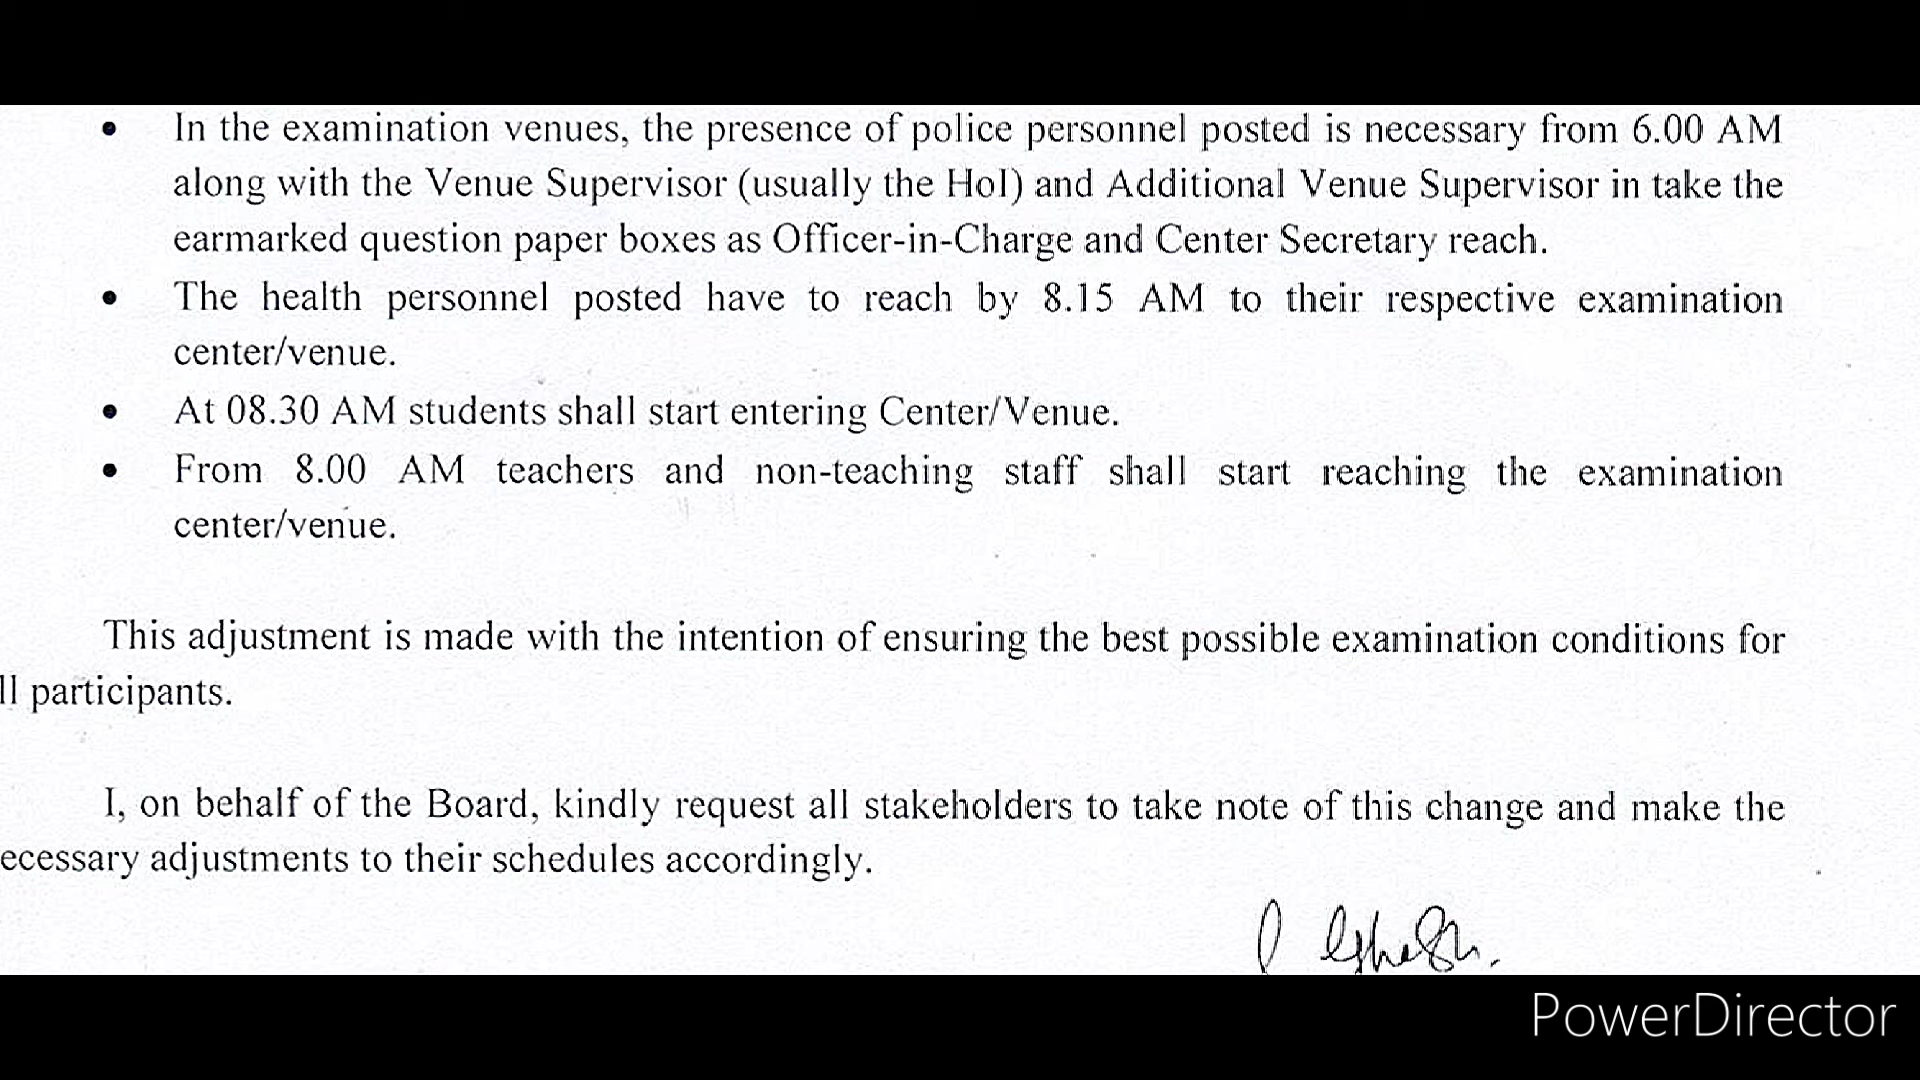 • In the examination venues, the presence of police personnel posted is necessary from 6.00 AM
along with the Venue Supervisor (usually the HoI) and Additional Venue Supervisor in take the
earmarked question paper boxes as Officer-in-Charge and Center Secretary reach.
• The health personnel posted have to reach by 8.15 AM to their respective examination
center/venue.
• At 08.30 AM students shall start entering Center/Venue.
• From 8.00 AM teachers and non-teaching staff shall start reaching the examination
center/venue.
This adjustment is made with the intention of ensuring the best possible examination conditions for
ll participants.
I, on behalf of the Board, kindly request all stakeholders to take note of this change and make the
ecessary adjustments to their schedules accordingly.
PowerDirector